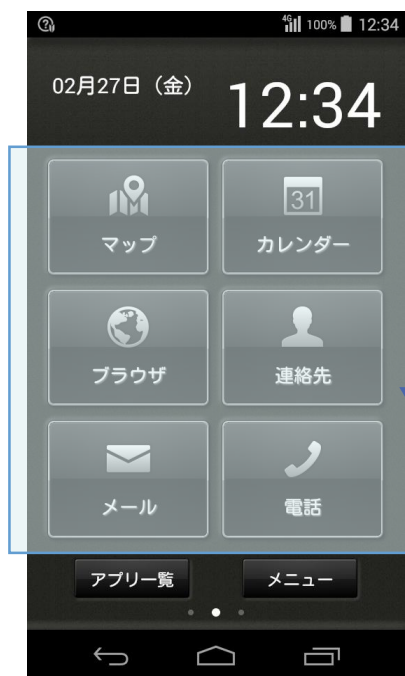 4G 100% 12:34
02月27日（金）
12:34
31
マップ
カレンダー
ブラウザ
連絡先
メール
電話
アプリ一覧
メニュー